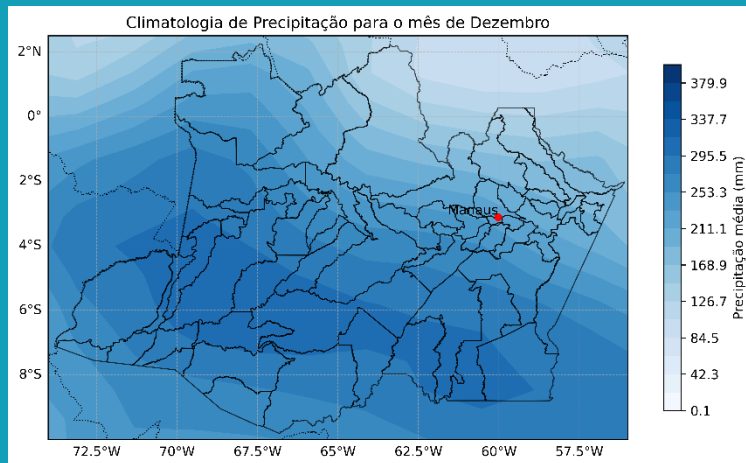 Climatologia de Precipitação para o mês de Dezembro
2°N
0°
2°S
4°S
6°S
8°S
Manaus
72.5°W 70°W 67.5°W 65°W 62.5°W 60°W 57.5°W
379.9
337.7
295.5
253.3
211.1
168.9
126.7
84.5
42.3
0.1
Precipitação média (mm)